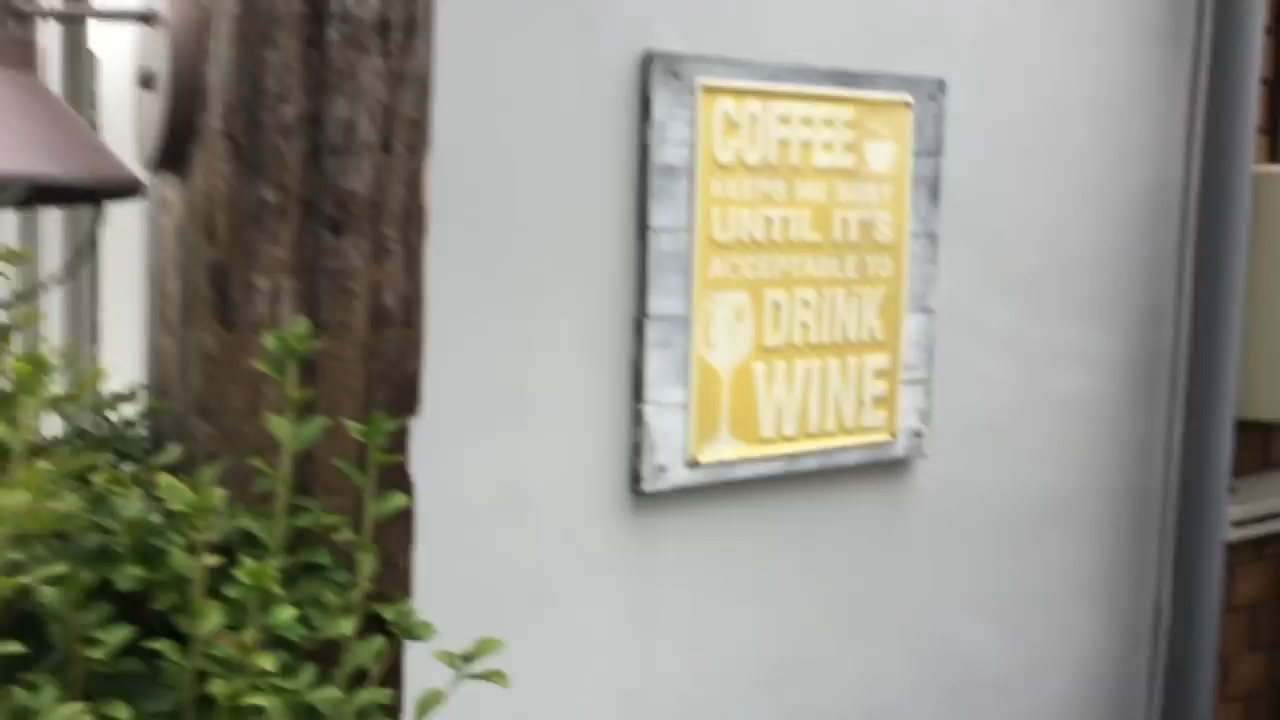 COFFEE
KEEPS ME BUSY
UNTIL IT'S
ACCEPTABLE TO
DRINK
WINE